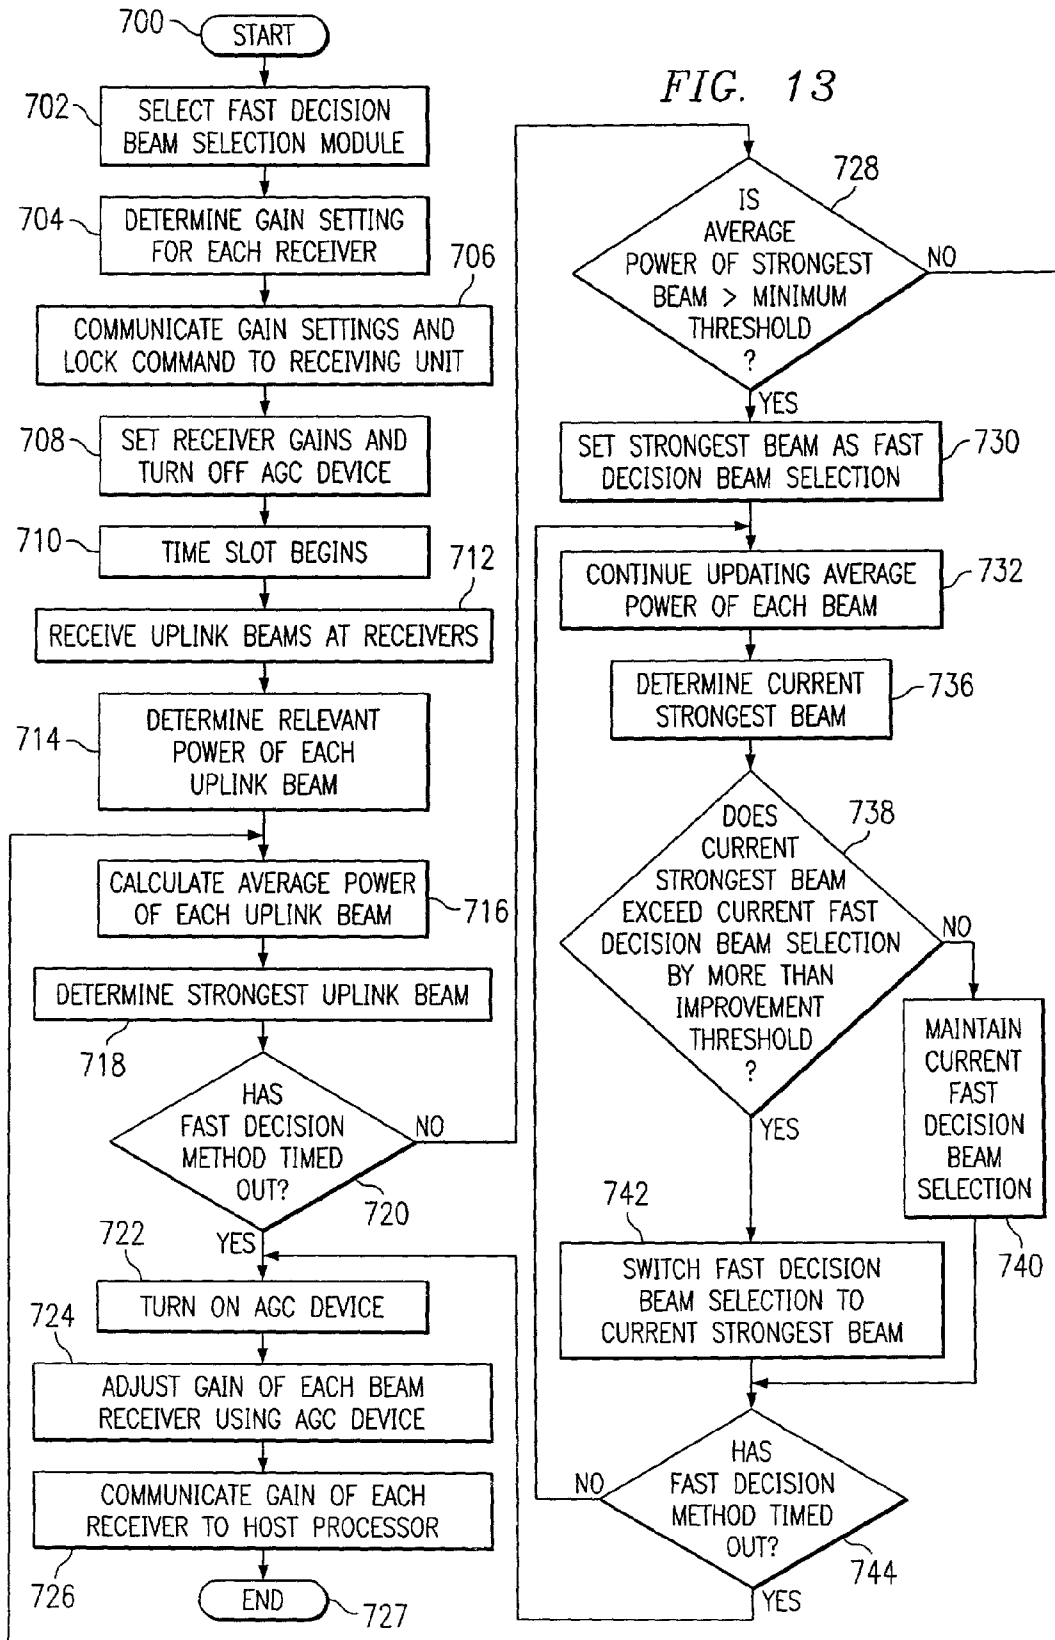 700
START
FIG. 13
702
SELECT FAST DECISION
BEAM SELECTION MODULE
704
DETERMINE GAIN SETTING
FOR EACH RECEIVER
706
COMMUNICATE GAIN SETTINGS AND
LOCK COMMAND TO RECEIVING UNIT
708
SET RECEIVER GAINS AND
TURN OFF AGC DEVICE
710
TIME SLOT BEGINS
712
RECEIVE UPLINK BEAMS AT RECEIVERS
714
DETERMINE RELEVANT
POWER OF EACH
UPLINK BEAM
CALCULATE AVERAGE POWER
OF EACH UPLINK BEAM
716
DETERMINE STRONGEST UPLINK BEAM
718
HAS
FAST DECISION
METHOD TIMED
OUT?
NO
720
YES
722
TURN ON AGC DEVICE
724
ADJUST GAIN OF EACH BEAM
RECEIVER USING AGC DEVICE
COMMUNICATE GAIN OF EACH
RECEIVER TO HOST PROCESSOR
726
END
727
728
IS
AVERAGE
POWER OF STRONGEST
BEAM > MINIMUM
THRESHOLD
?
NO
YES
SET STRONGEST BEAM AS FAST
DECISION BEAM SELECTION
730
CONTINUE UPDATING AVERAGE
POWER OF EACH BEAM
732
DETERMINE CURRENT
STRONGEST BEAM
736
738
DOES
CURRENT
STRONGEST BEAM
EXCEED CURRENT FAST
DECISION BEAM SELECTION
BY MORE THAN
IMPROVEMENT
THRESHOLD
?
NO
YES
MAINTAIN
CURRENT
FAST
DECISION
BEAM
SELECTION
740
742
SWITCH FAST DECISION
BEAM SELECTION TO
CURRENT STRONGEST BEAM
HAS
FAST DECISION
METHOD TIMED
OUT?
NO
744
YES